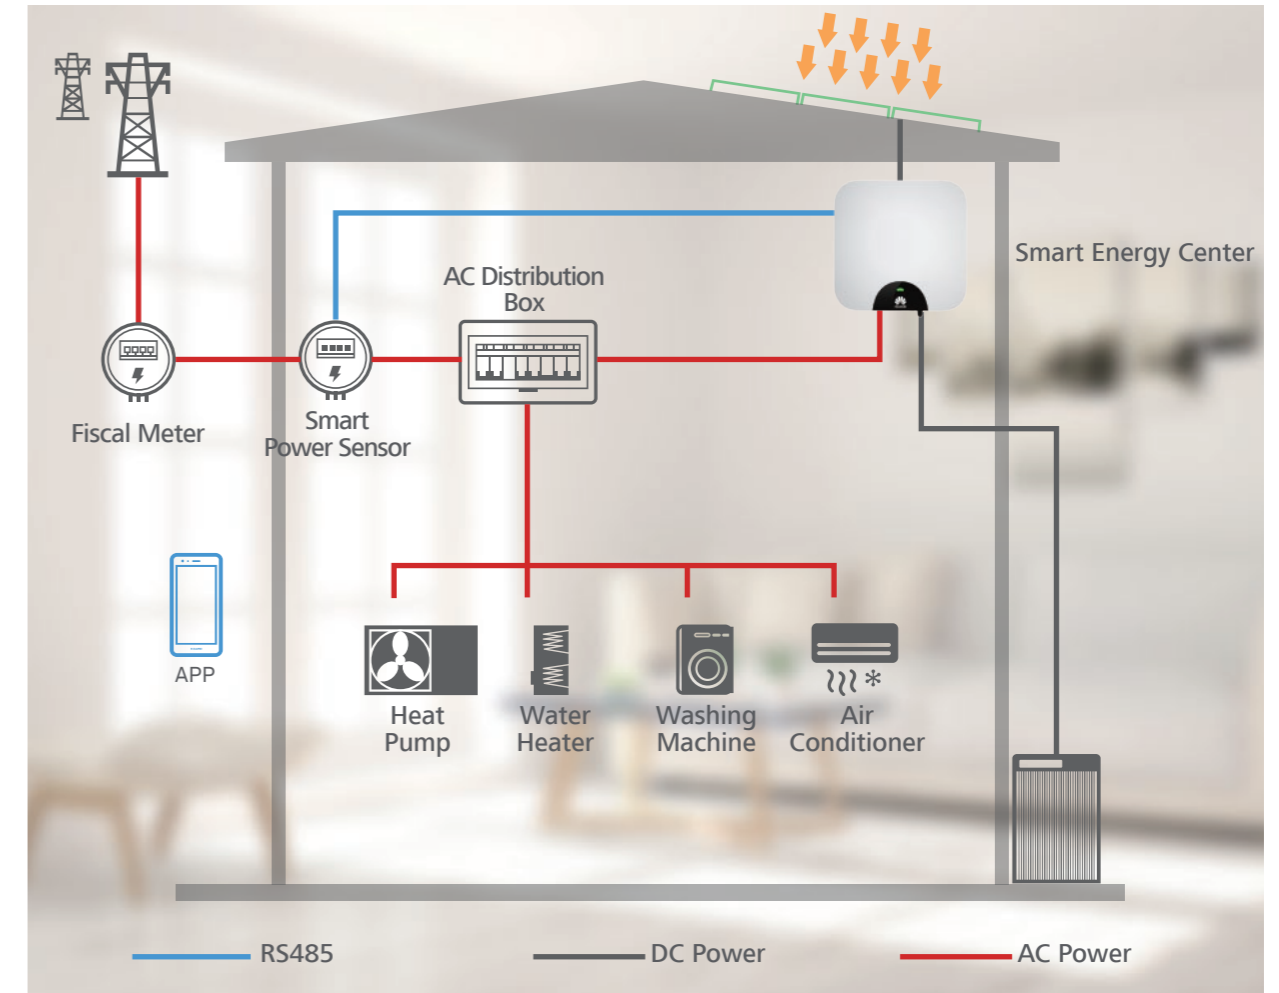 Smart Energy Center
AC Distribution
Box
Fiscal Meter
Smart
Power Sensor
APP
Heat
Pump
Water
Heater
Washing
Machine
Air
Conditioner
RS485
DC Power
AC Power